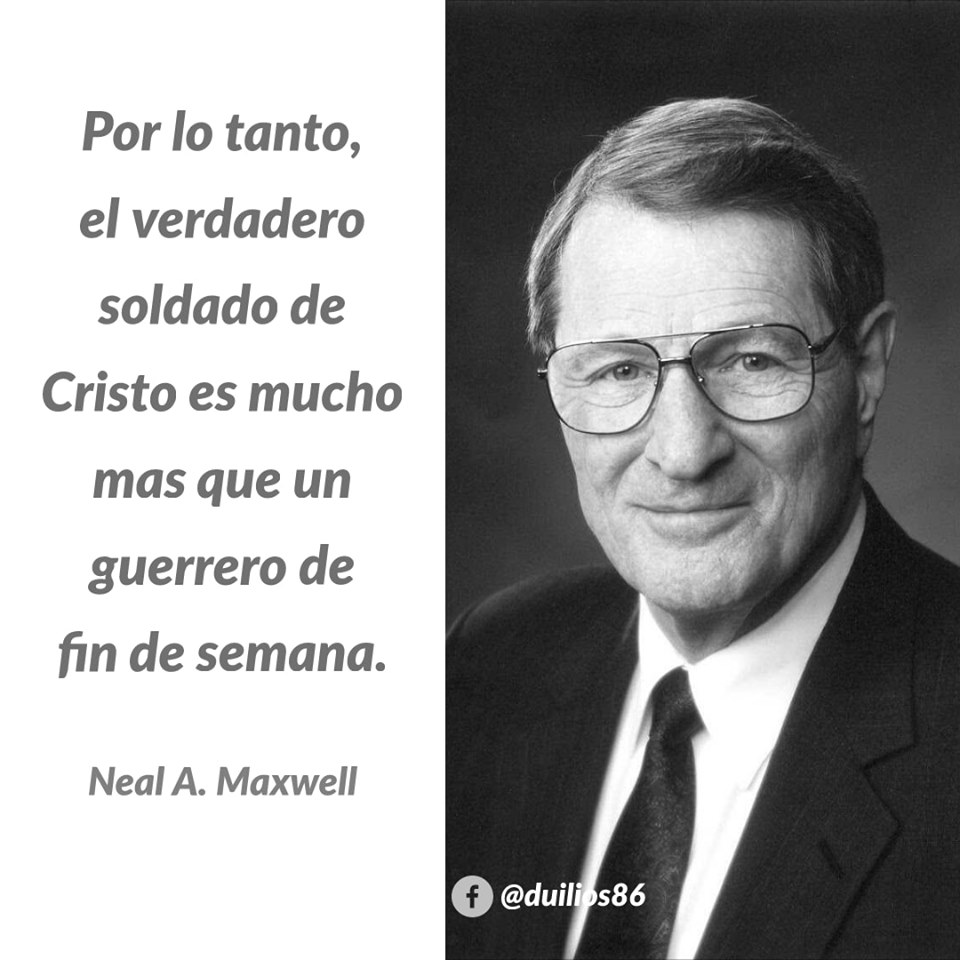 Por lo tanto,
el verdadero
soldado de
Cristo es mucho
mas que un
guerrero de
fin de semana.
Neal A. Maxwell
f @duilios86